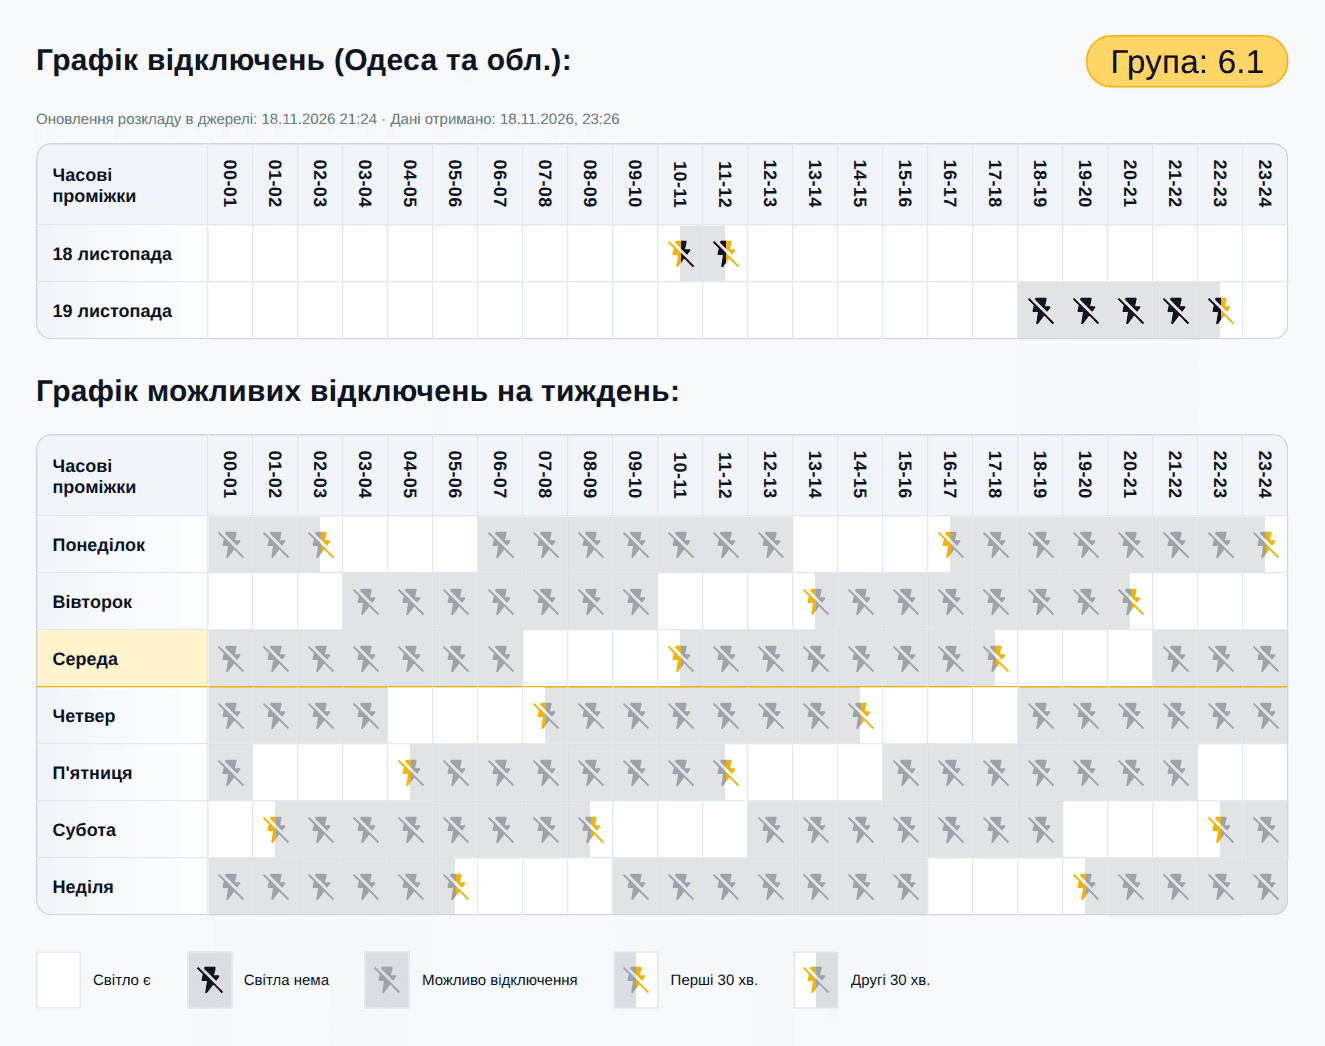 Графік відключень (Одеса та обл.):
Група: 6.1
Оновлення розкладу в джерелі: 18.11.2026 21:24 · Дані отримано: 18.11.2026, 23:26
Часові проміжки 00-01 01-02 02-03 03-04 04-05 05-06 06-07 07-08 08-09 09-10 10-11 11-12 12-13 13-14 14-15 15-16 16-17 17-18 18-19 19-20 20-21 21-22 22-23 23-24
18 листопада
19 листопада
Графік можливих відключень на тиждень:
Часові проміжки 00-01 01-02 02-03 03-04 04-05 05-06 06-07 07-08 08-09 09-10 10-11 11-12 12-13 13-14 14-15 15-16 16-17 17-18 18-19 19-20 20-21 21-22 22-23 23-24
Понеділок
Вівторок
Середа
Четвер
П'ятниця
Субота
Неділя
Світло є Світла нема Можливо відключення Перші 30 хв. Другі 30 хв.